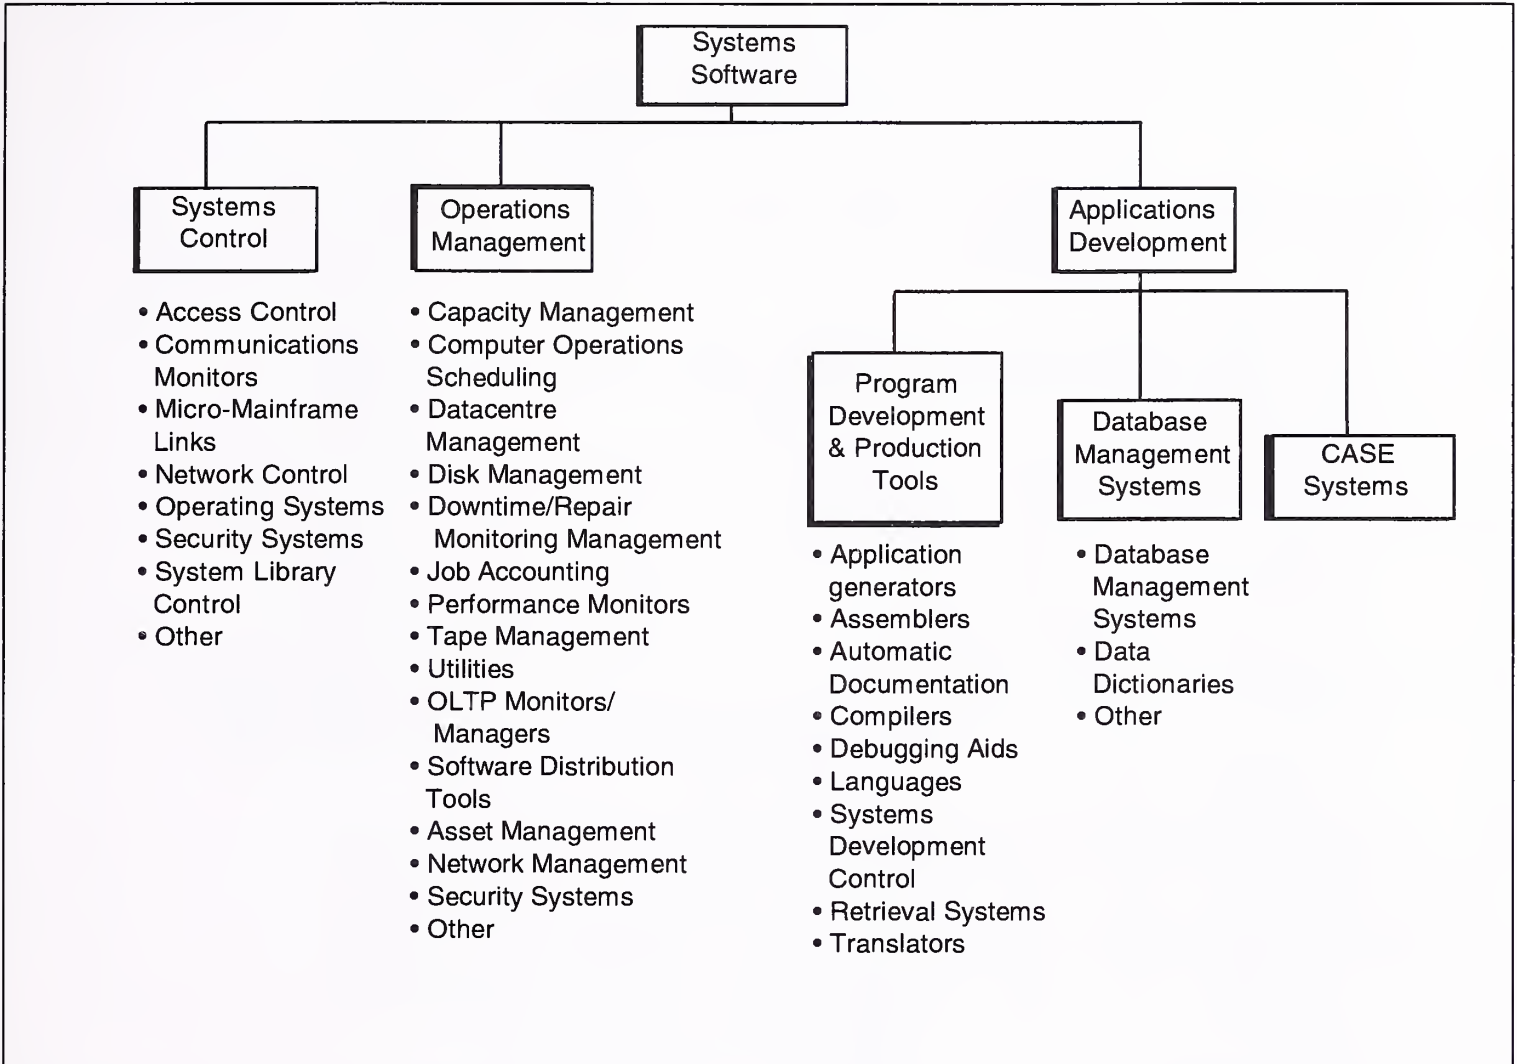 Systems
Software
Systems
Control
Operations
Management
Applications
Development
• Access Control
• Communications
Monitors
• Micro-Mainframe
Links
• Network Control
• Operating Systems
• Security Systems
• System Library
Control
• Other
• Capacity Management
• Computer Operations
Scheduling
• Datacentre
Management
• Disk Management
• Downtime/Repair
Monitoring Management
• Job Accounting
• Performance Monitors
• Tape Management
• Utilities
• OLTP Monitors/
Managers
• Software Distribution
Tools
• Asset Management
• Network Management
• Security Systems
• Other
Program
Development
& Production
Tools
• Application
generators
• Assemblers
• Automatic
Documentation
• Compilers
• Debugging Aids
• Languages
• Systems
Development
Control
• Retrieval Systems
• Translators
Database
Management
Systems
• Database
Management
Systems
• Data
Dictionaries
• Other
CASE
Systems